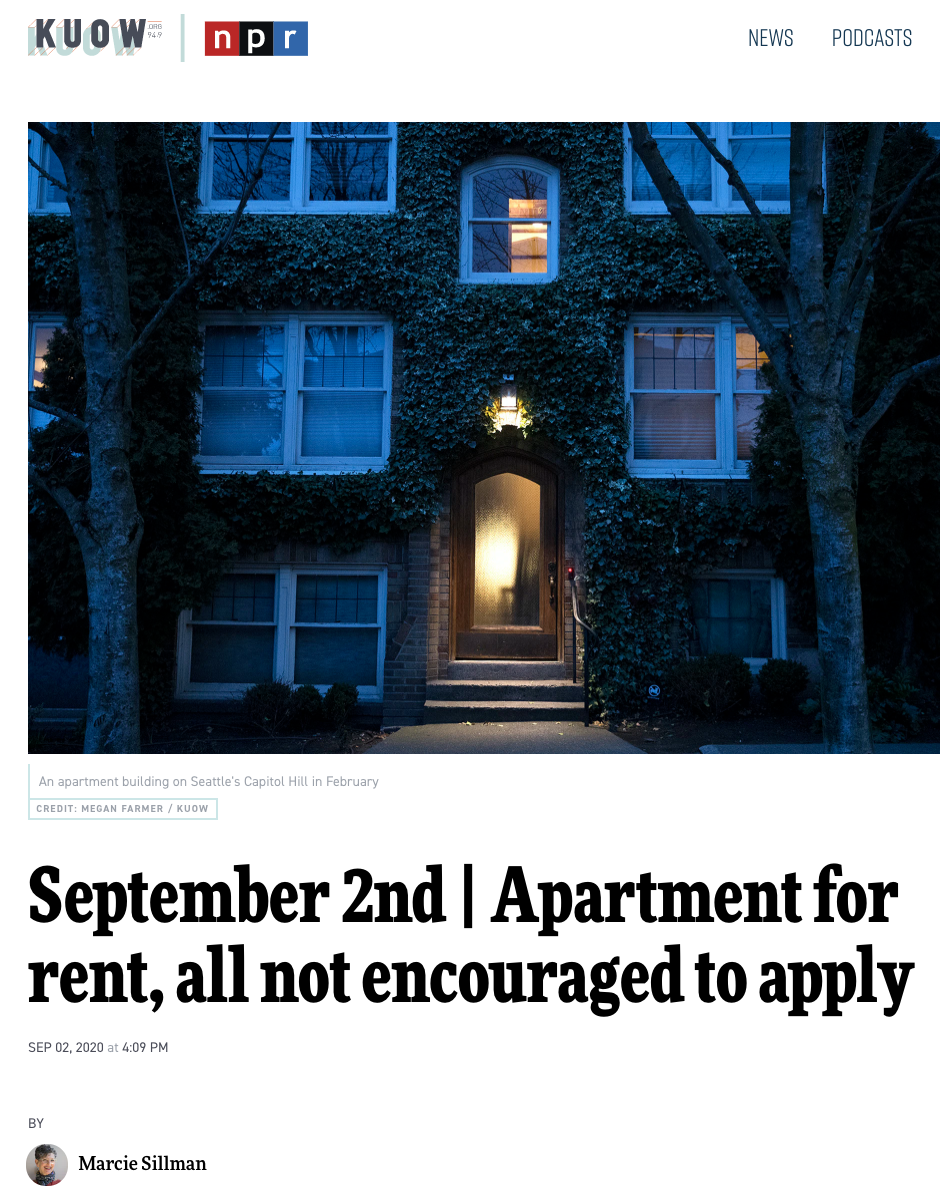 KUOW .ORG 94.9 npr NEWS PODCASTS
An apartment building on Seattle's Capitol Hill in February
CREDIT: MEGAN FARMER / KUOW
September 2nd | Apartment for
rent, all not encouraged to apply
SEP 02, 2020 at 4:09 PM
BY
Marcie Sillman